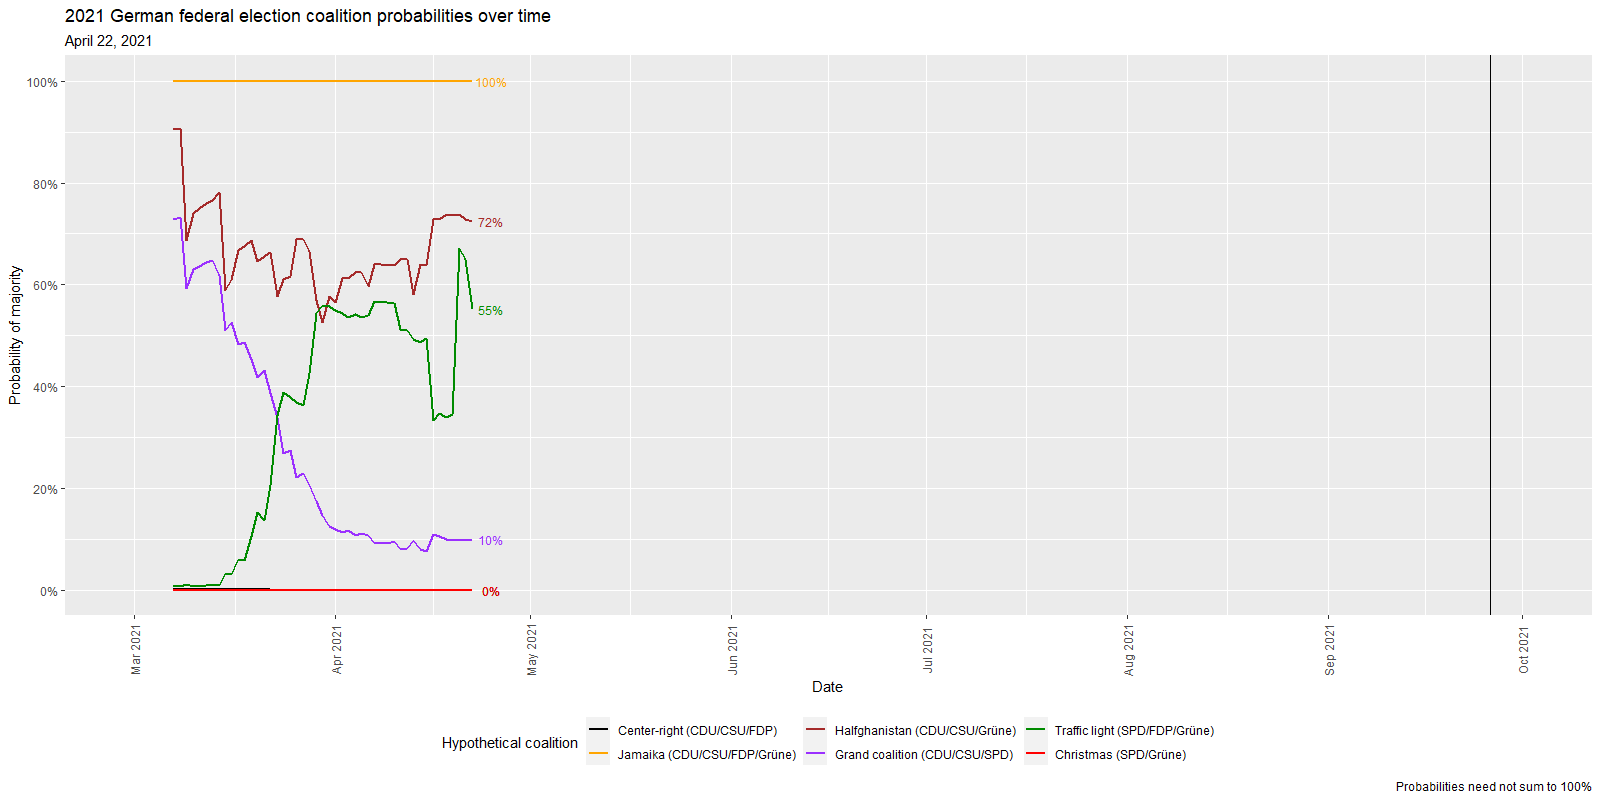 2021 German federal election coalition probabilities over time
April 22, 2021
Probability of majority
100%
80%
60%
40%
20%
0%
100%
72%
55%
10%
0%
Mar 2021
Apr 2021
May 2021
Jun 2021
Jul 2021
Aug 2021
Sep 2021
Oct 2021
Date
Hypothetical coalition
Center-right (CDU/CSU/FDP)
Jamaika (CDU/CSU/FDP/Grüne)
Halfghanistan (CDU/CSU/Grüne)
Grand coalition (CDU/CSU/SPD)
Traffic light (SPD/FDP/Grüne)
Christmas (SPD/Grüne)
Probabilities need not sum to 100%